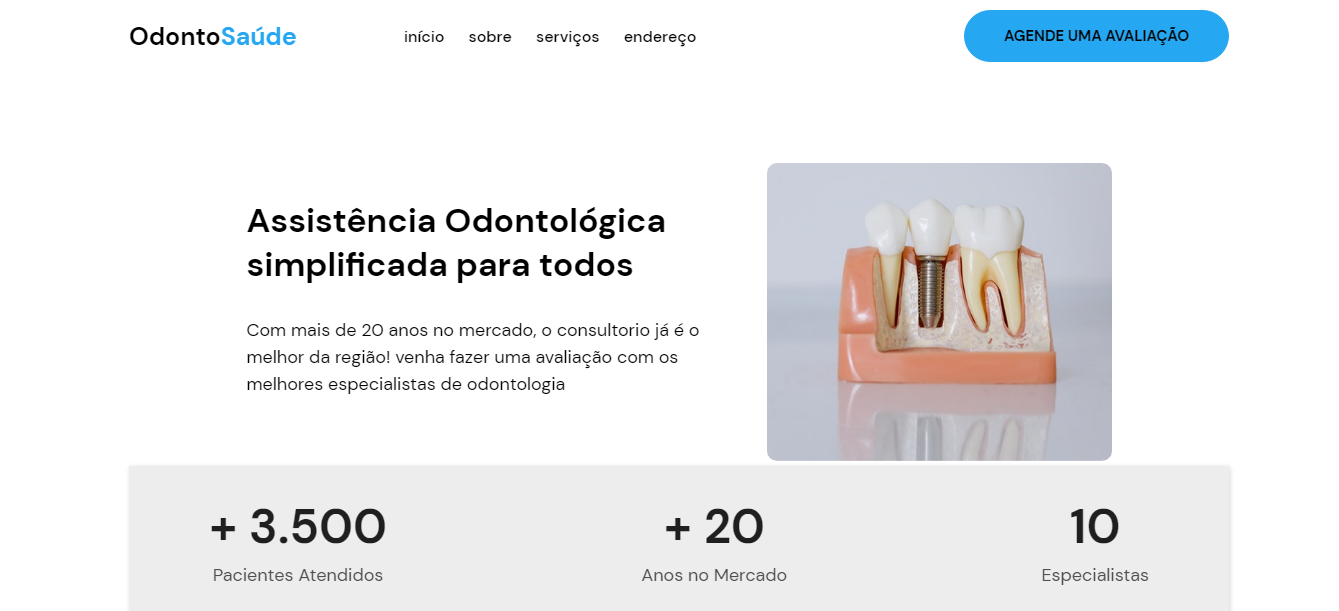 OdontoSaúde
início sobre serviços endereço
AGENDE UMA AVALIAÇÃO
Assistência Odontológica
simplificada para todos
Com mais de 20 anos no mercado, o consultorio já é o
melhor da região! venha fazer uma avaliação com os
melhores especialistas de odontologia
+ 3.500
Pacientes Atendidos
+ 20
Anos no Mercado
10
Especialistas